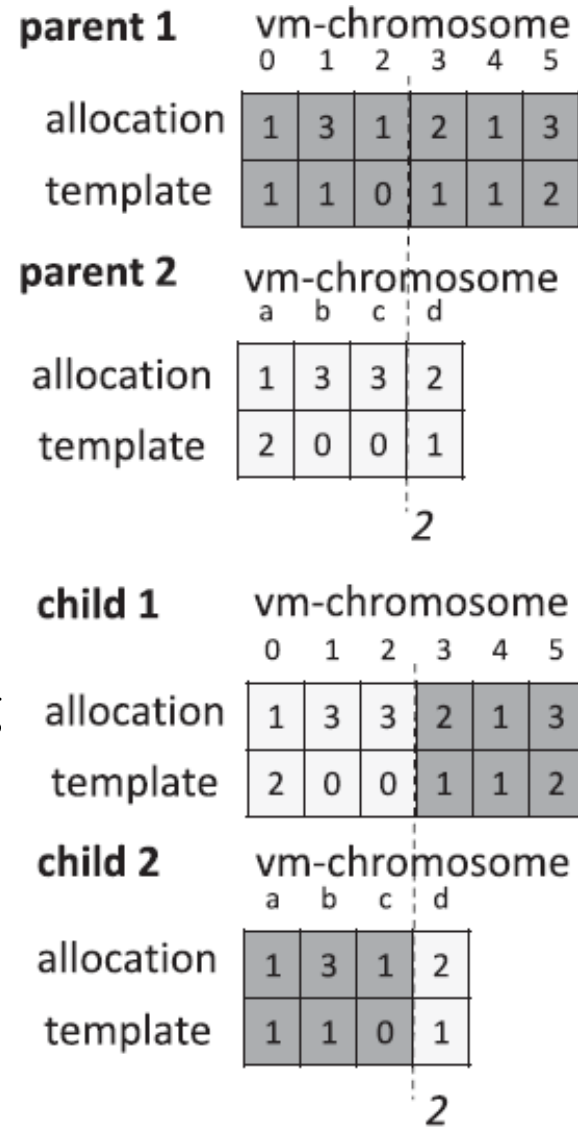 parent 1 vm-chromosome
0 1 2 3 4 5
allocation 1 3 1 2 1 3
template 1 1 0 1 1 2
parent 2 vm-chromosome
a b c d
allocation 1 3 3 2
template 2 0 0 1
2
child 1 vm-chromosome
0 1 2 3 4 5
allocation 1 3 3 2 1 3
template 2 0 0 1 1 2
child 2 vm-chromosome
a b c d
allocation 1 3 1 2
template 1 1 0 1
2